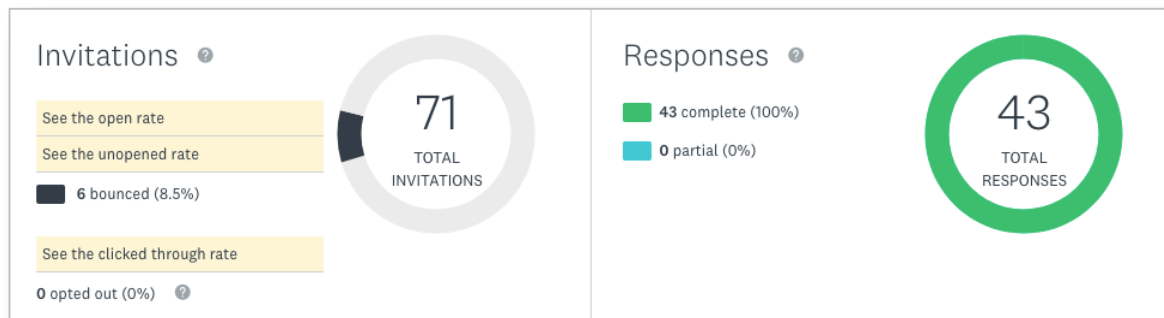 Invitations
See the open rate
See the unopened rate
6 bounced (8.5%)
See the clicked through rate
0 opted out (0%)
71
TOTAL
INVITATIONS
Responses
43 complete (100%)
0 partial (0%)
43
TOTAL
RESPONSES